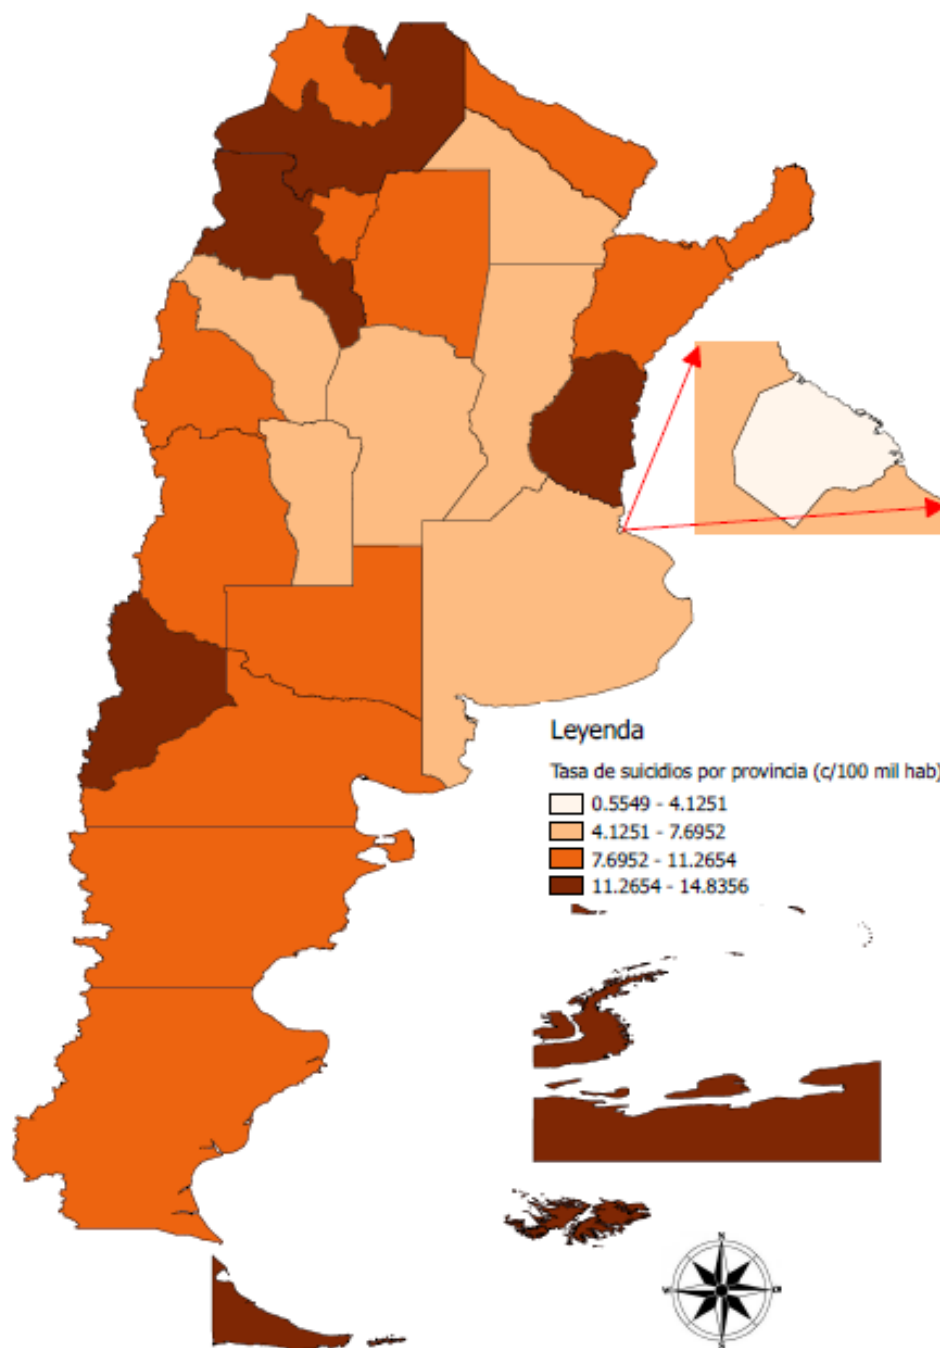 Leyenda
Tasa de suicidios por provincia (c/100 mil hab)
0.5549 - 4.1251
4.1251 - 7.6952
7.6952 - 11.2654
11.2654 - 14.8356
N
S